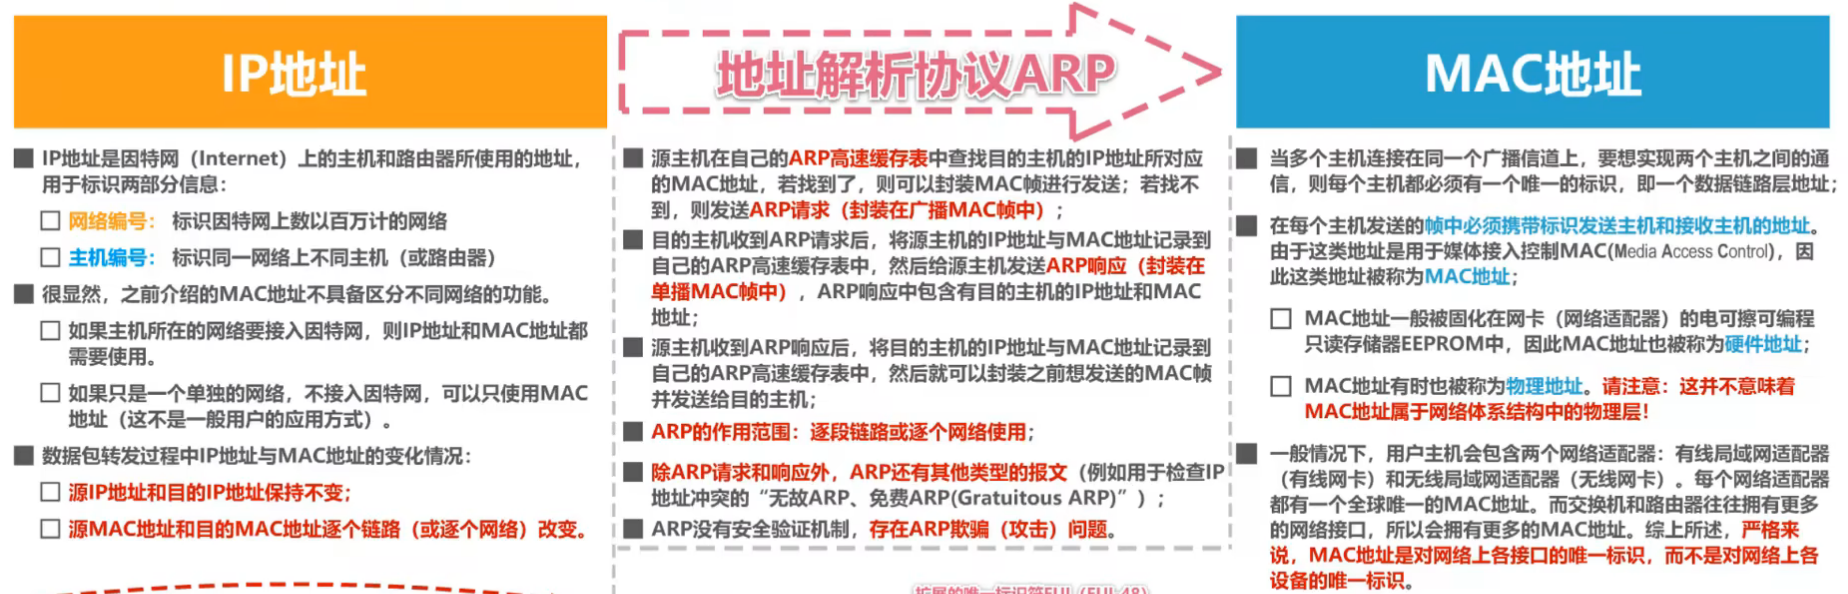 IP地址
IP地址是因特网（Internet）上的主机和路由器所使用的地址，
用于标识两部分信息：
网络编号： 标识因特网上数以百万计的网络
主机编号： 标识同一网络上不同主机（或路由器）
很显然，之前介绍的MAC地址不具备区分不同网络的功能。
如果主机所在的网络要接入因特网，则IP地址和MAC地址都
需要使用。
如果只是一个单独的网络，不接入因特网，可以只使用MAC
地址（这不是一般用户的应用方式）。
数据包转发过程中IP地址与MAC地址的变化情况：
源IP地址和目的IP地址保持不变；
源MAC地址和目的MAC地址逐个链路（或逐个网络）改变。
地址解析协议ARP
源主机在自己的ARP高速缓存表中查找目的主机的IP地址所对应
的MAC地址，若找到了，则可以封装MAC帧进行发送；若找不
到，则发送ARP请求（封装在广播MAC帧中）；
目的主机收到ARP请求后，将源主机的IP地址与MAC地址记录到
自己的ARP高速缓存表中，然后给源主机发送ARP响应（封装在
单播MAC帧中），ARP响应中包含有目的主机的IP地址和MAC
地址；
源主机收到ARP响应后，将目的主机的IP地址与MAC地址记录到
自己的ARP高速缓存表中，然后就可以封装之前想发送的MAC帧
并发送给目的主机；
ARP的作用范围：逐段链路或逐个网络使用；
除ARP请求和响应外，ARP还有其他类型的报文（例如用于检查IP
地址冲突的“无故ARP、免费ARP(Gratuitous ARP)”）；
ARP没有安全验证机制，存在ARP欺骗（攻击）问题。
扩展的唯一标识符EUI（EUI-48）
MAC地址
当多个主机连接在同一个广播信道上，要想实现两个主机之间的通
信，则每个主机都必须有一个唯一的标识，即一个数据链路层地址；
在每个主机发送的帧中必须携带标识发送主机和接收主机的地址。
由于这类地址是用于媒体接入控制MAC(Media Access Control)，因
此这类地址被称为MAC地址；
MAC地址一般被固化在网卡（网络适配器）的电可擦可编程
只读存储器EEPROM中，因此MAC地址也被称为硬件地址；
MAC地址有时也被称为物理地址。请注意：这并不意味着
MAC地址属于网络体系结构中的物理层！
一般情况下，用户主机会包含两个网络适配器：有线局域网适配器
（有线网卡）和无线局域网适配器（无线网卡）。每个网络适配器
都有一个全球唯一的MAC地址。而交换机和路由器往往拥有更多
的网络接口，所以会拥有更多的MAC地址。综上所述，严格来
说，MAC地址是对网络上各接口的唯一标识，而不是对网络上各
设备的唯一标识。